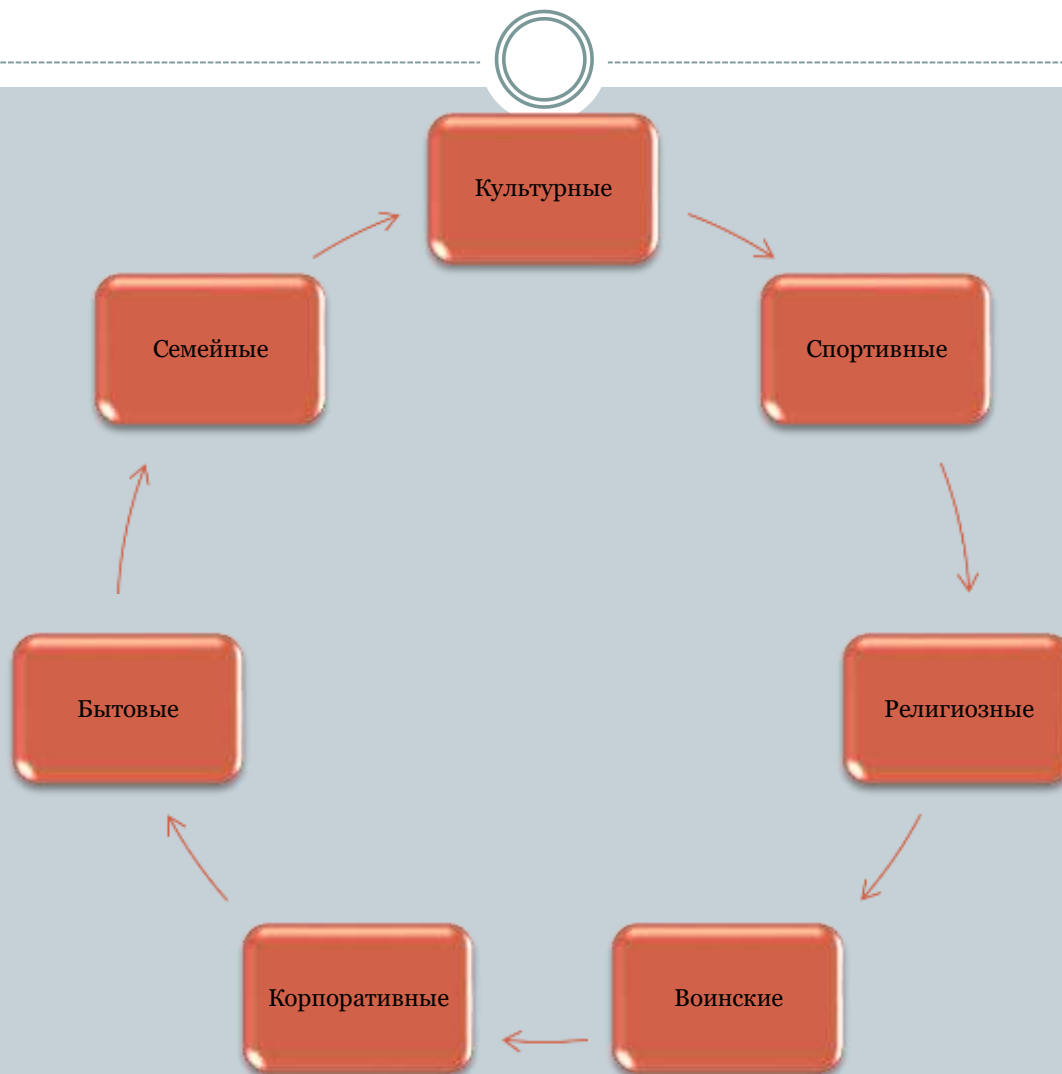 Культурные
Спортивные
Религиозные
Воинские
Корпоративные
Бытовые
Семейные